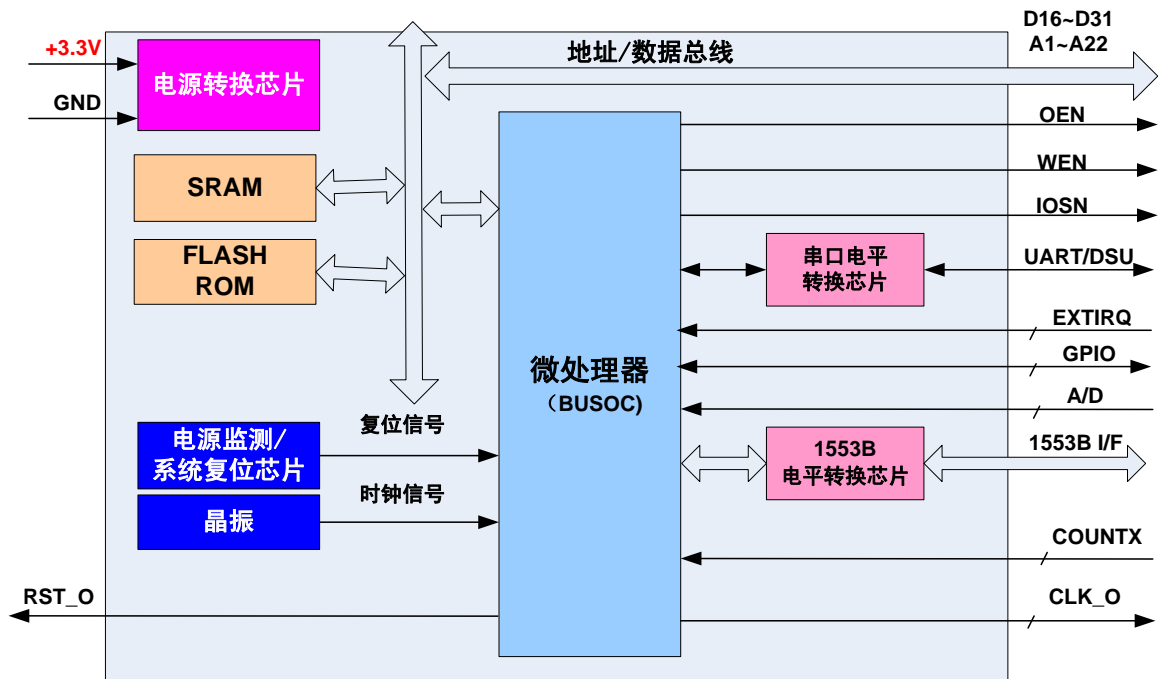 D16~D31
A1~A22
+3.3V
地址/数据总线
电源转换芯片
GND
OEN
WEN
SRAM
IOSN
FLASH
ROM
串口电平
转换芯片
UART/DSU
EXTIRQ
微处理器
（BUSOC)
GPIO
A/D
复位信号
电源监测/
系统复位芯片
1553B
电平转换芯片
1553B I/F
时钟信号
晶振
COUNTX
RST_O
CLK_O